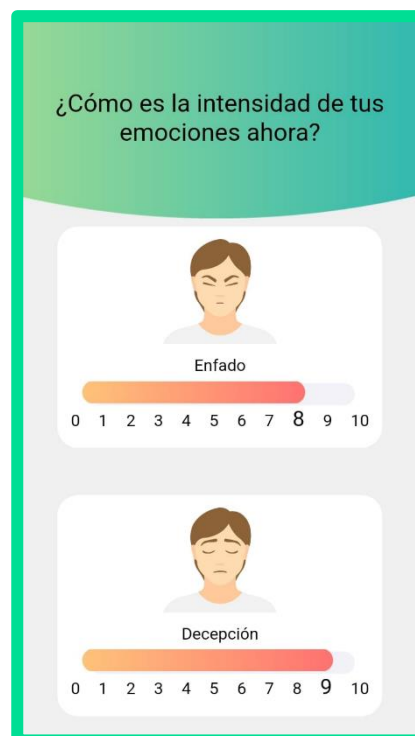 ¿Cómo es la intensidad de tus
emociones ahora?
Enfado
0 1 2 3 4 5 6 7 8 9 10
Decepción
0 1 2 3 4 5 6 7 8 9 10